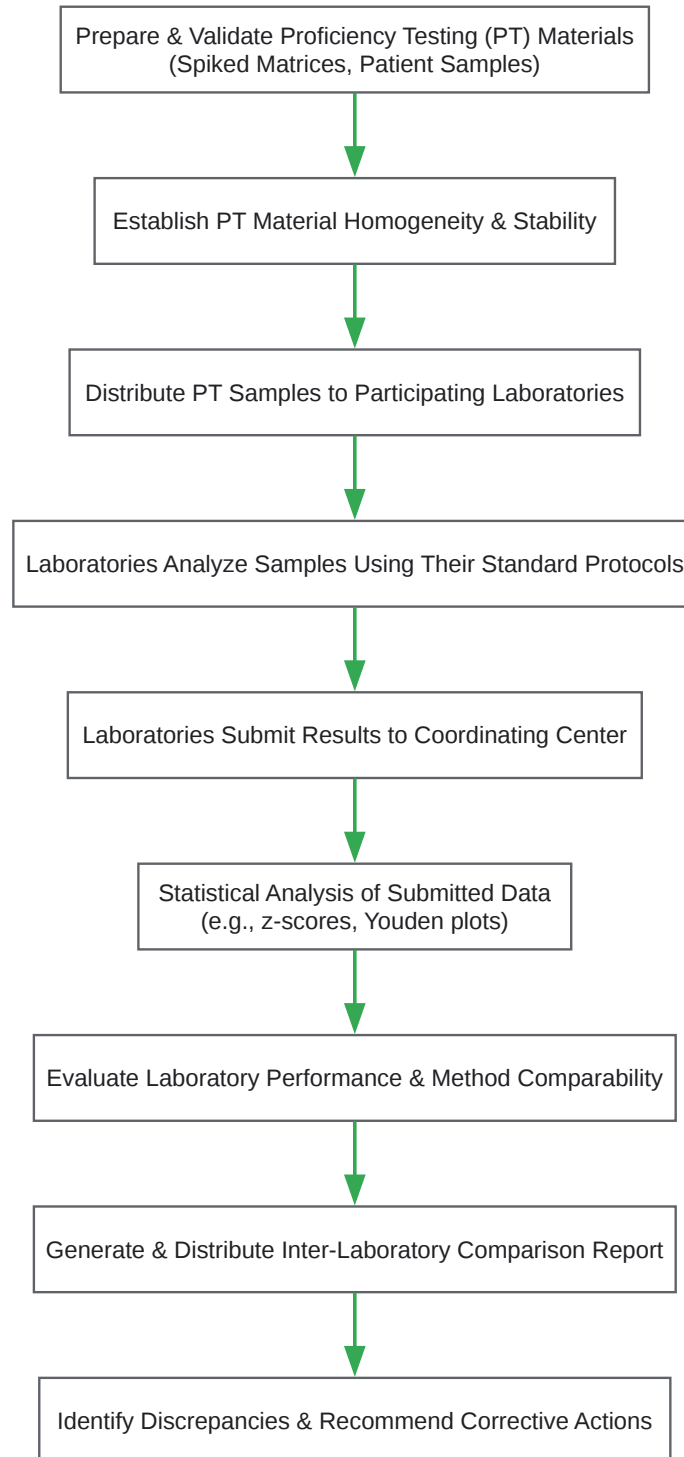 Prepare & Validate Proficiency Testing (PT) Materials
(Spiked Matrices, Patient Samples)
Establish PT Material Homogeneity & Stability
Distribute PT Samples to Participating Laboratories
Laboratories Analyze Samples Using Their Standard Protocols
Laboratories Submit Results to Coordinating Center
Statistical Analysis of Submitted Data
(e.g., z-scores, Youden plots)
Evaluate Laboratory Performance & Method Comparability
Generate & Distribute Inter-Laboratory Comparison Report
Identify Discrepancies & Recommend Corrective Actions